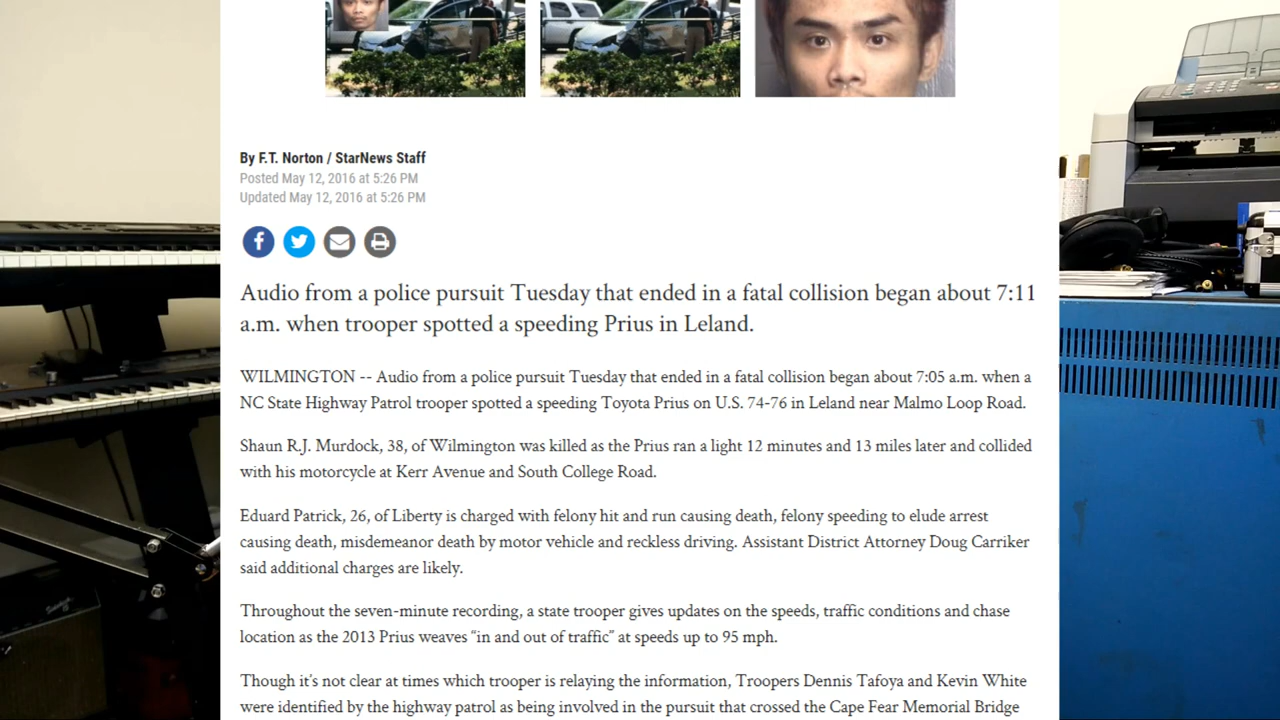 By F.T. Norton / StarNews Staff
Posted May 12, 2016 at 5:26 PM
Updated May 12, 2016 at 5:26 PM
Audio from a police pursuit Tuesday that ended in a fatal collision began about 7:11
a.m. when trooper spotted a speeding Prius in Leland.
WILMINGTON -- Audio from a police pursuit Tuesday that ended in a fatal collision began about 7:05 a.m. when a
NC State Highway Patrol trooper spotted a speeding Toyota Prius on U.S. 74-76 in Leland near Malmo Loop Road.
Shaun R.J. Murdock, 38, of Wilmington was killed as the Prius ran a light 12 minutes and 13 miles later and collided
with his motorcycle at Kerr Avenue and South College Road.
Eduard Patrick, 26, of Liberty is charged with felony hit and run causing death, felony speeding to elude arrest
causing death, misdemeanor death by motor vehicle and reckless driving. Assistant District Attorney Doug Carriker
said additional charges are likely.
Throughout the seven-minute recording, a state trooper gives updates on the speeds, traffic conditions and chase
location as the 2013 Prius weaves “in and out of traffic” at speeds up to 95 mph.
Though it’s not clear at times which trooper is relaying the information, Troopers Dennis Tafoya and Kevin White
were identified by the highway patrol as being involved in the pursuit that crossed the Cape Fear Memorial Bridge